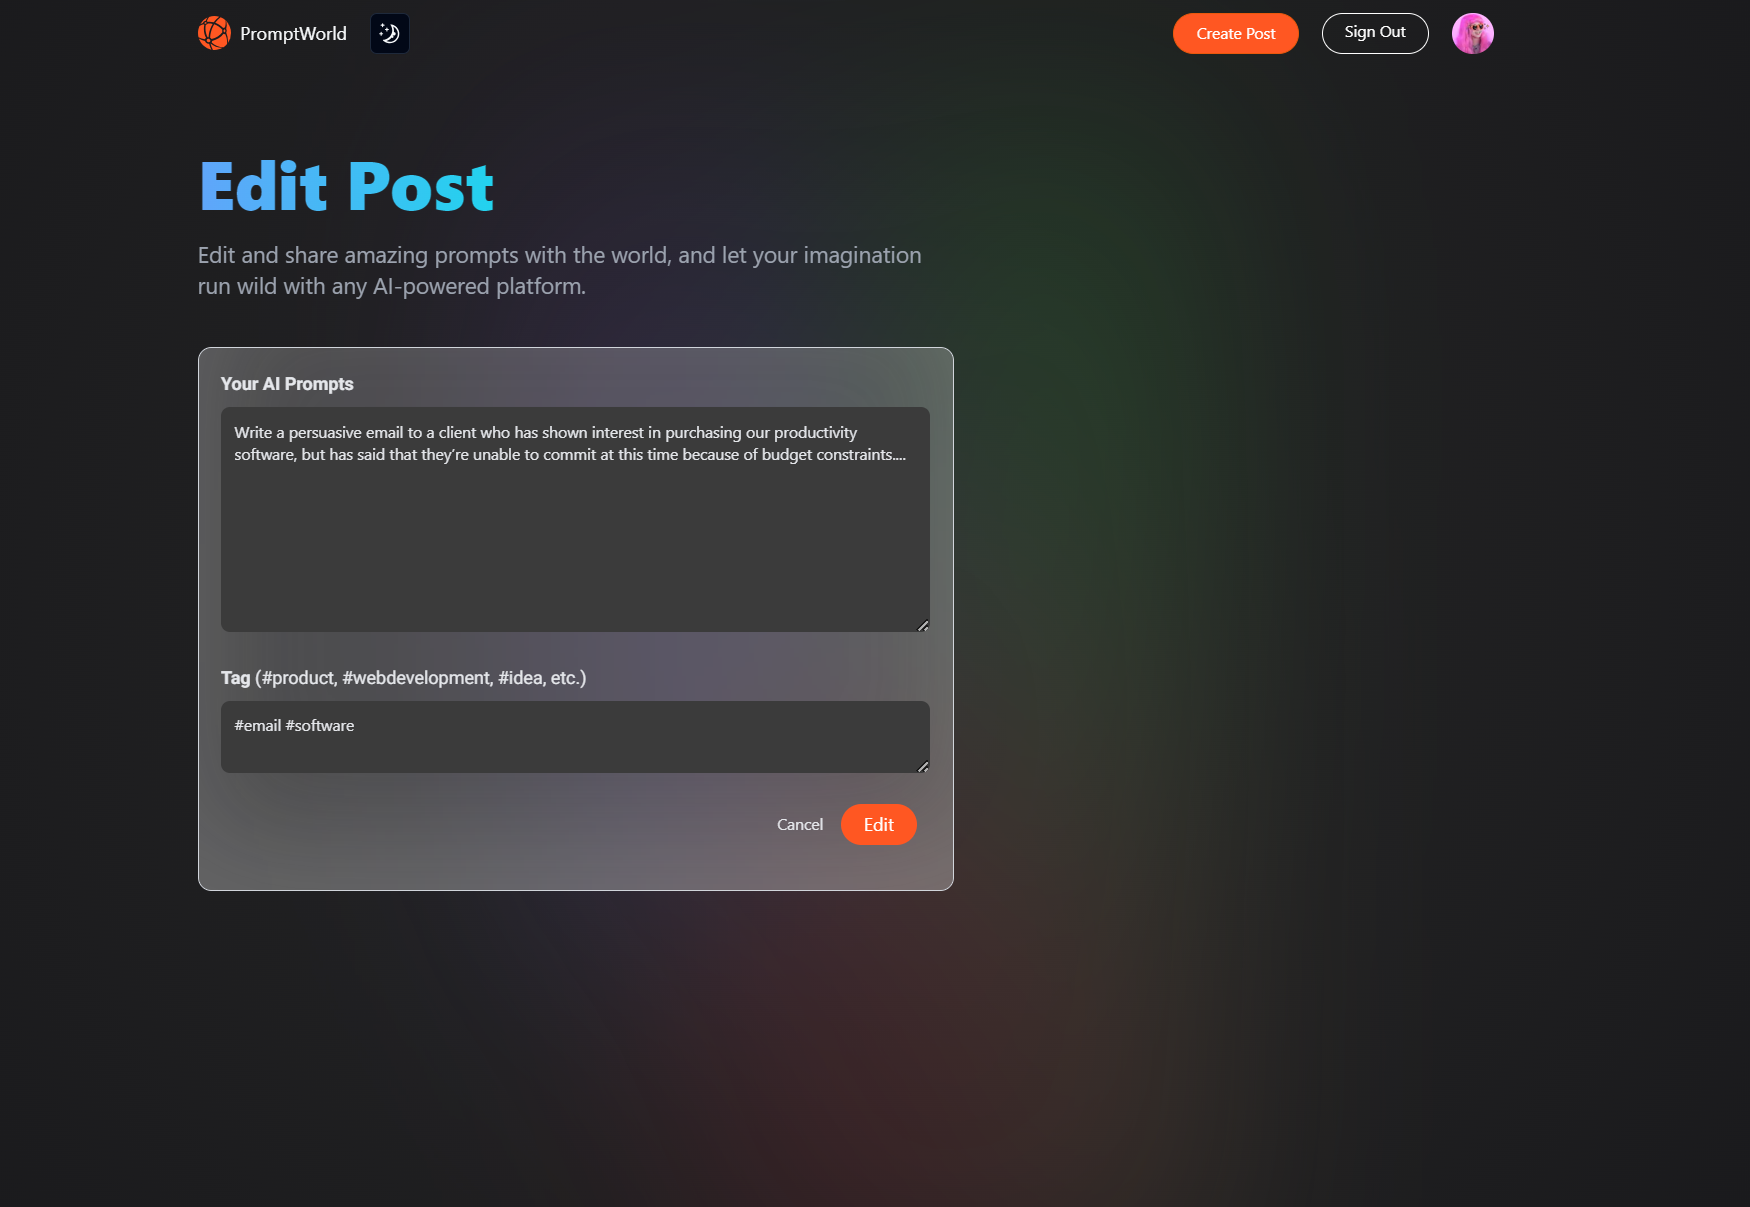 PromptWorld
Create Post
Sign Out
Edit Post
Edit and share amazing prompts with the world, and let your imagination
run wild with any AI-powered platform.
Your AI Prompts
Write a persuasive email to a client who has shown interest in purchasing our productivity
software, but has said that they’re unable to commit at this time because of budget constraints....
Tag (#product, #webdevelopment, #idea, etc.)
#email #software
Cancel
Edit